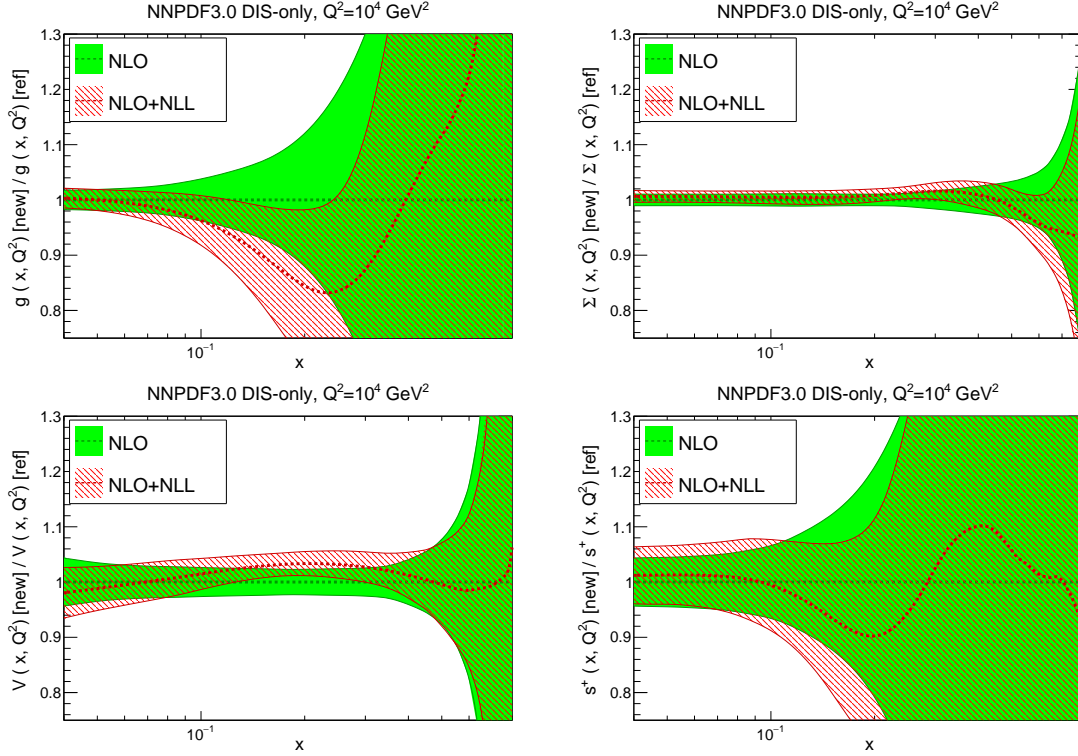 NNPDF3.0 DIS-only, Q²=10⁴ GeV²
g ( x, Q²) [new] / g ( x, Q²) [ref]
1.3
1.2
1.1
1
0.9
0.8
NLO
NLO+NLL
10⁻¹
x
NNPDF3.0 DIS-only, Q²=10⁴ GeV²
Σ ( x, Q²) [new] / Σ ( x, Q²) [ref]
1.3
1.2
1.1
1
0.9
0.8
NLO
NLO+NLL
10⁻¹
x
NNPDF3.0 DIS-only, Q²=10⁴ GeV²
V ( x, Q²) [new] / V ( x, Q²) [ref]
1.3
1.2
1.1
1
0.9
0.8
NLO
NLO+NLL
10⁻¹
x
NNPDF3.0 DIS-only, Q²=10⁴ GeV²
s⁺ ( x, Q²) [new] / s⁺ ( x, Q²) [ref]
1.3
1.2
1.1
1
0.9
0.8
NLO
NLO+NLL
10⁻¹
x